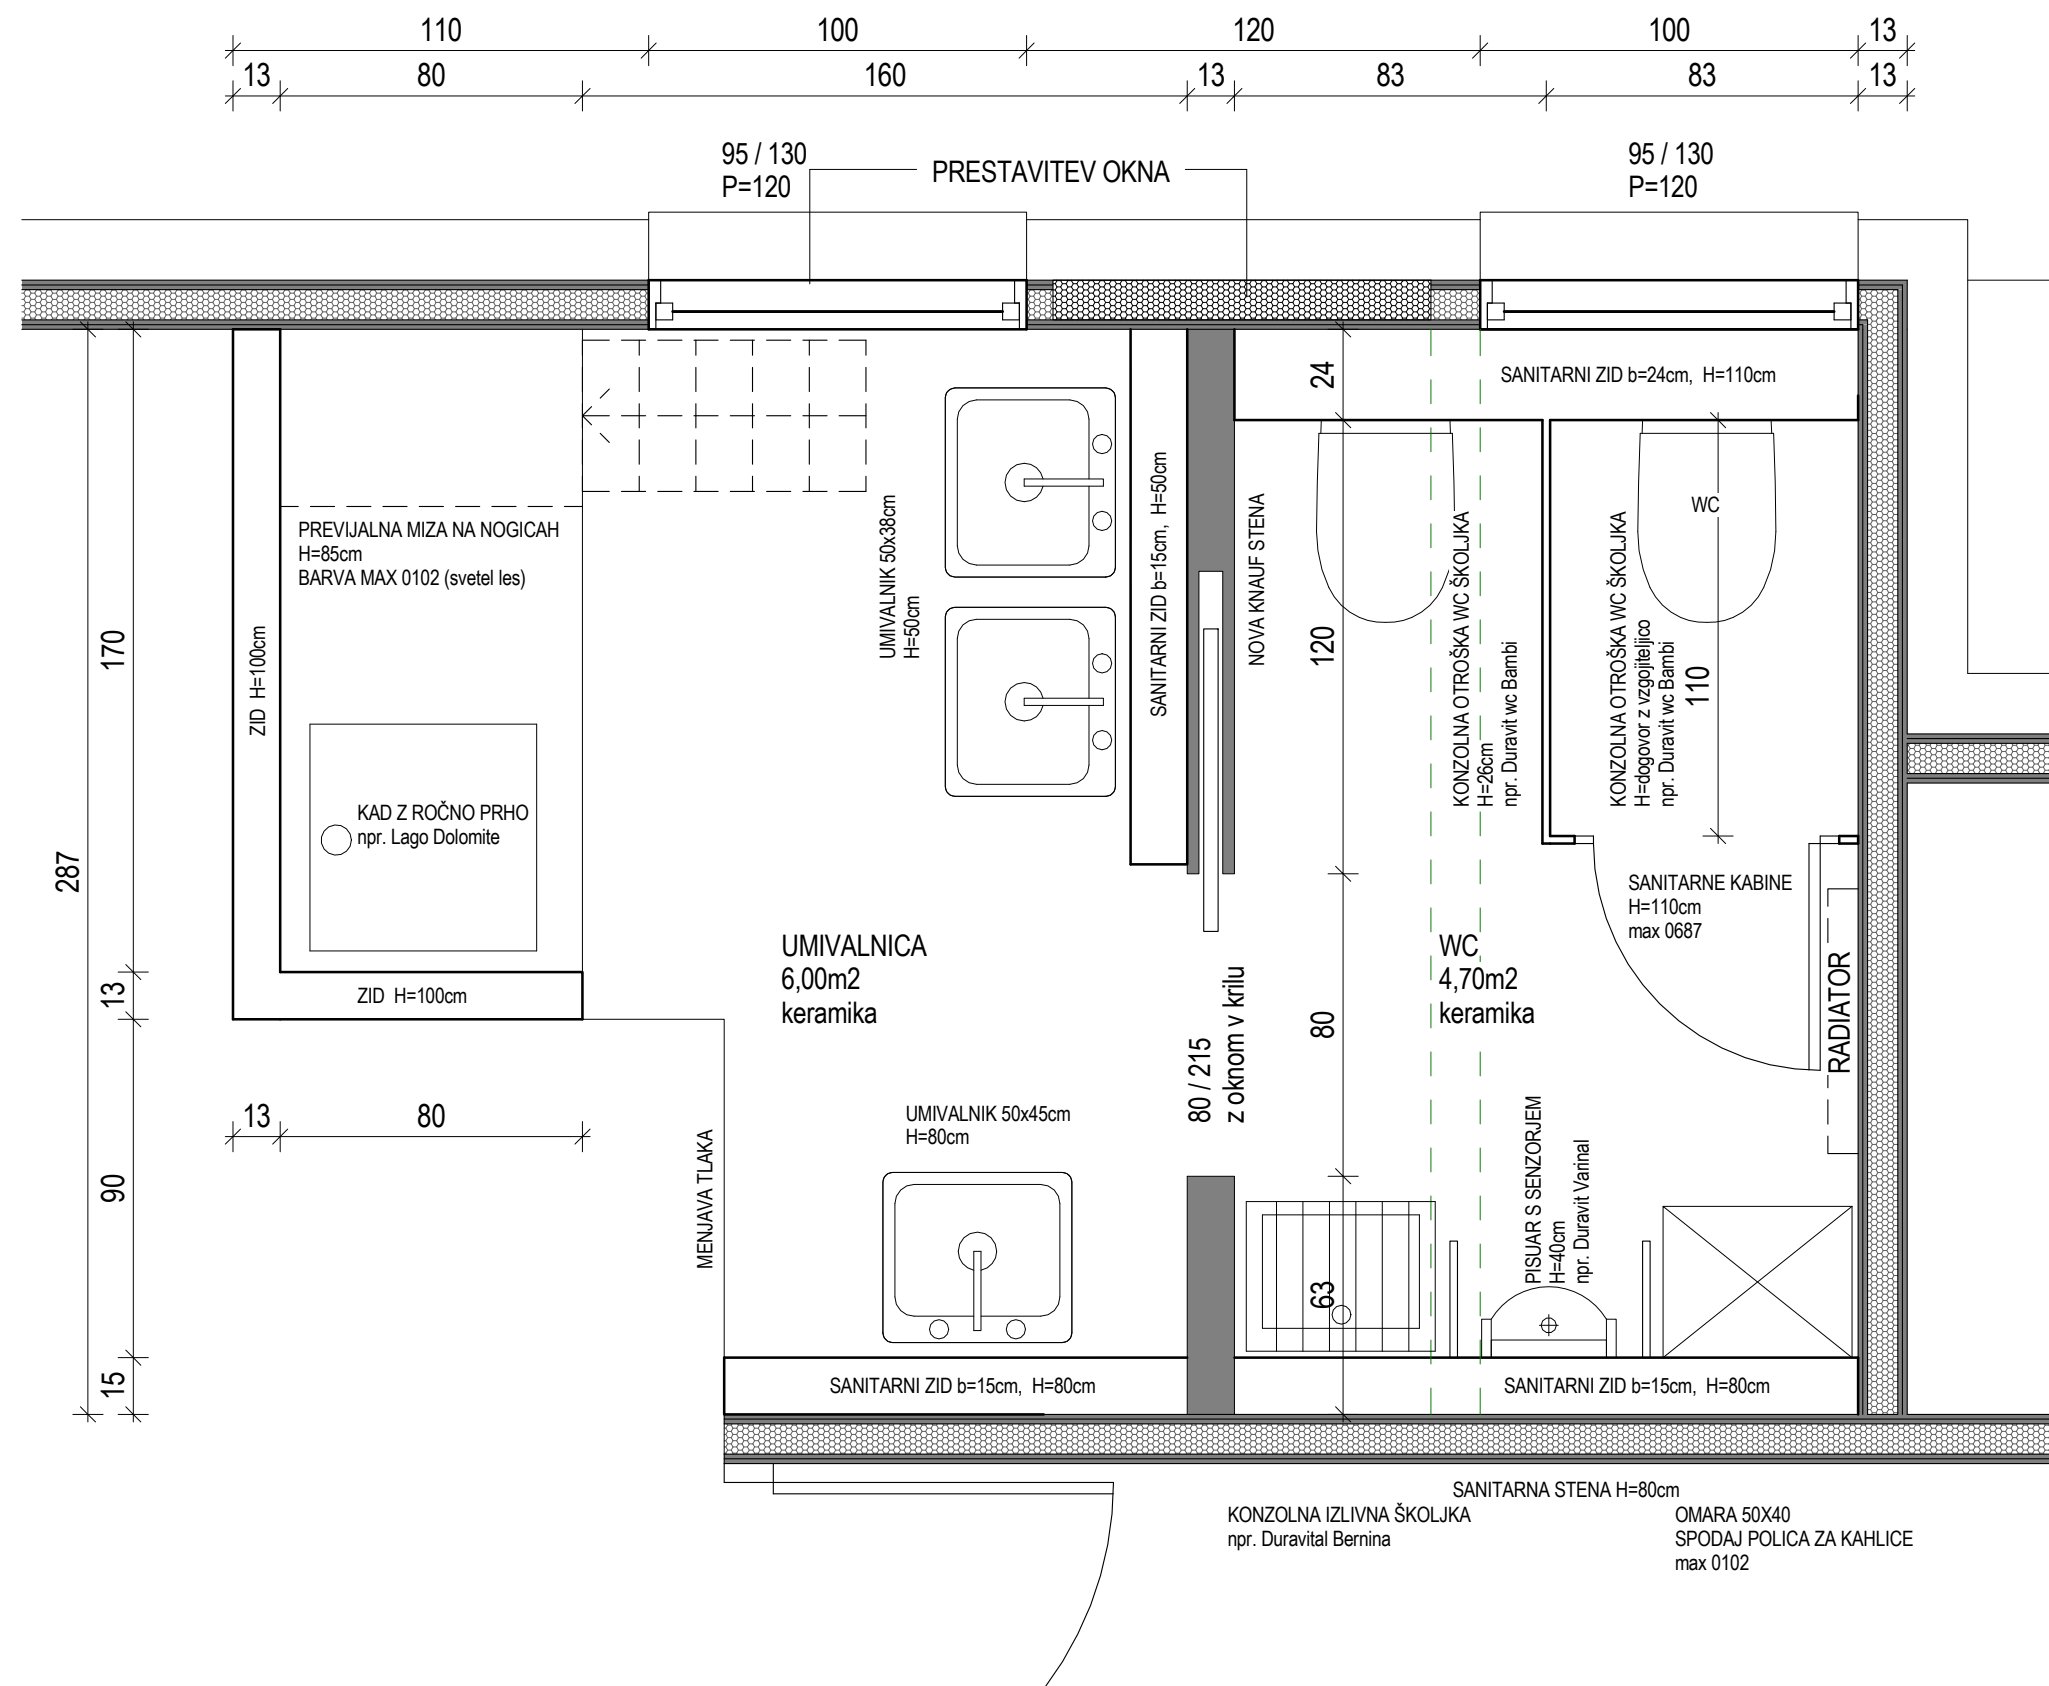 110
100
120
100
13
13
80
160
13
83
83
13
95 / 130
P=120
PRESTAVITEV OKNA
95 / 130
P=120
24
SANITARNI ZID b=24cm, H=110cm
PREVIJALNA MIZA NA NOGICAH
H=85cm
BARVA MAX 0102 (svetel les)
UMIVALNIK 50x38cm
H=50cm
SANITARNI ZID b=15cm, H=50cm
NOVA KNAUF STENA
120
KONZOLNA OTROŠKA WC ŠKOLJKA
H=26cm
npr. Duravit wc Bambi
KONZOLNA OTROŠKA WC ŠKOLJKA
H=dogovor z vzgojiteljico
npr. Duravit wc Bambi
WC
110
170
ZID H=100cm
KAD Z ROČNO PRHO
npr. Lago Dolomite
287
13
ZID H=100cm
UMIVALNICA
6,00m2
keramika
80 / 215
z oknom v krilu
80
WC
4,70m2
keramika
SANITARNE KABINE
H=110cm
max 0687
RADIATOR
13
80
90
MENJAVA TLAKA
UMIVALNIK 50x45cm
H=80cm
63
PISUAR S SENZORJEM
H=40cm
npr. Duravit Varinal
15
SANITARNI ZID b=15cm, H=80cm
SANITARNI ZID b=15cm, H=80cm
SANITARNA STENA H=80cm
KONZOLNA IZLIVNA ŠKOLJKA
npr. Duravital Bernina
OMARA 50X40
SPODAJ POLICA ZA KAHLICE
max 0102